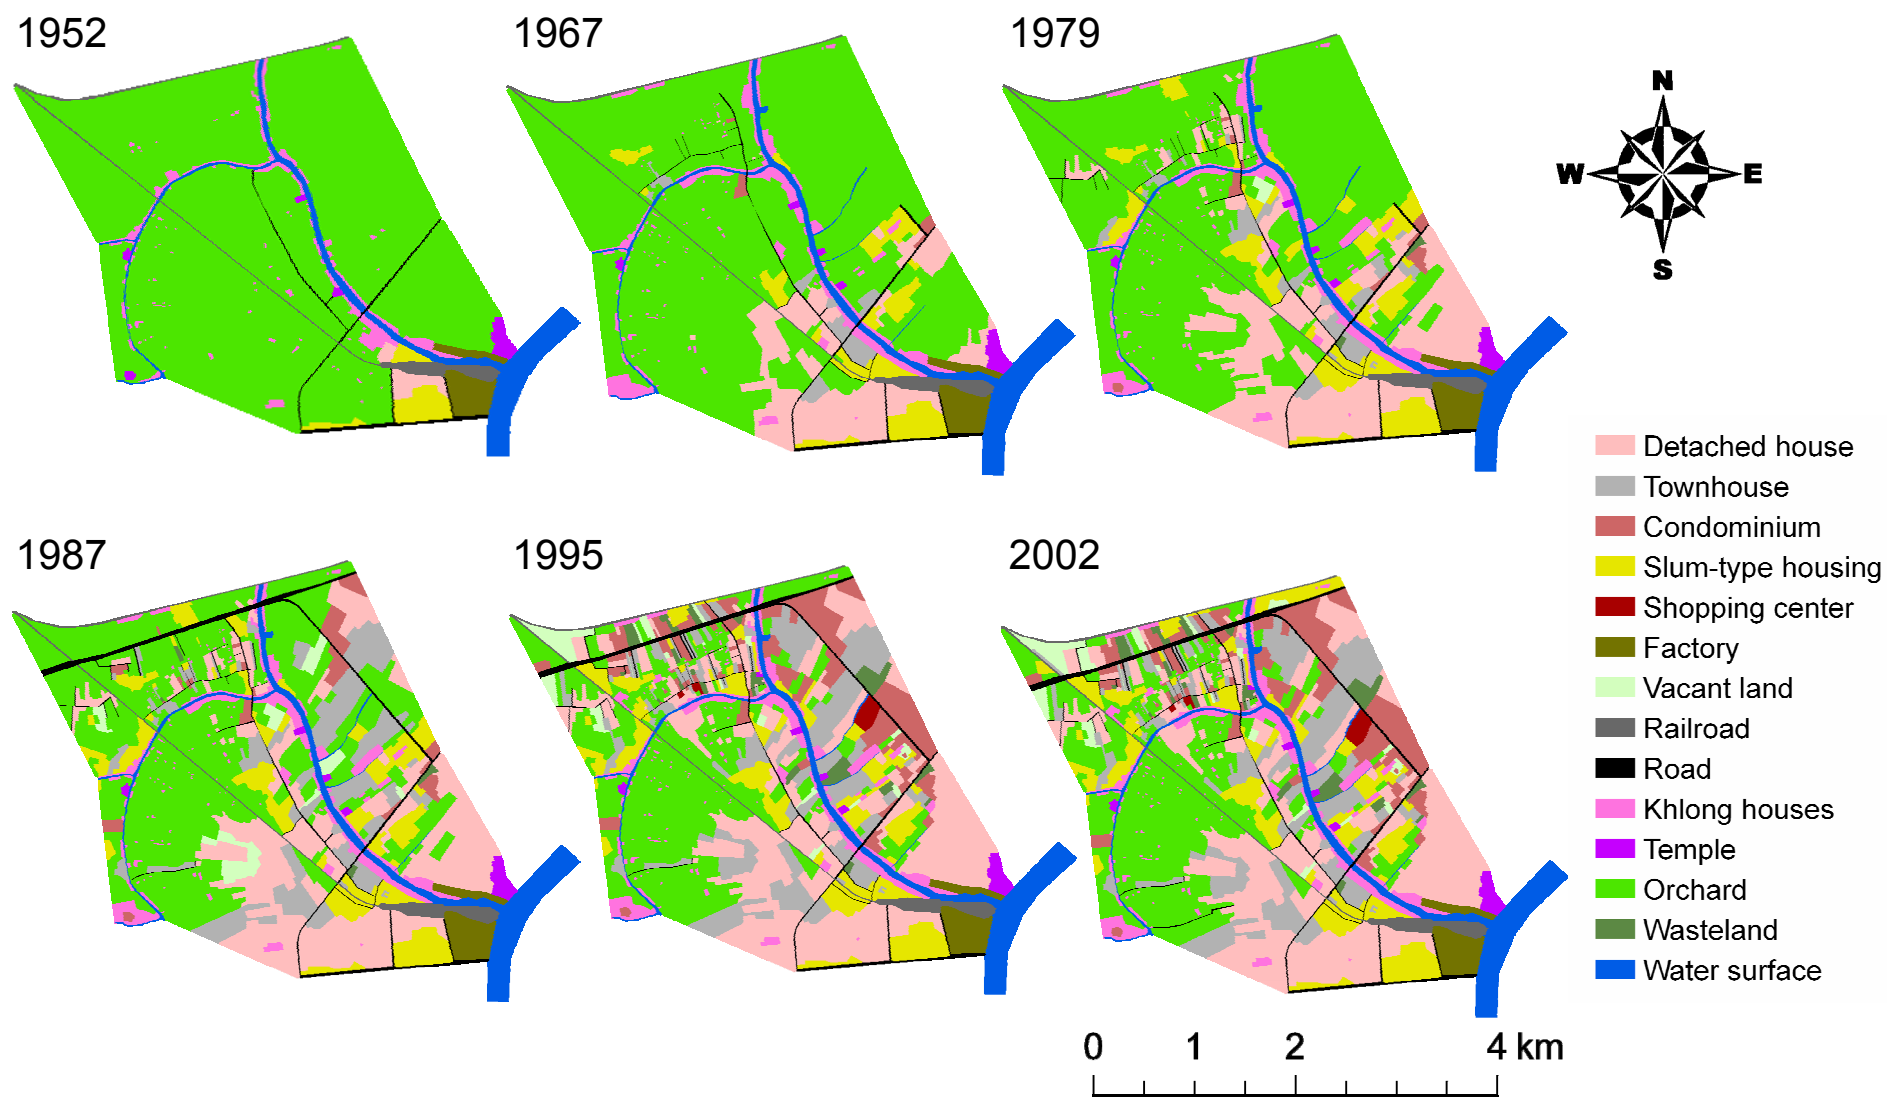 1952
1967
1979
N
W
E
S
Detached house
Townhouse
Condominium
Slum-type housing
Shopping center
Factory
Vacant land
Railroad
Road
Khlong houses
Temple
Orchard
Wasteland
Water surface
1987
1995
2002
0 1 2 4 km